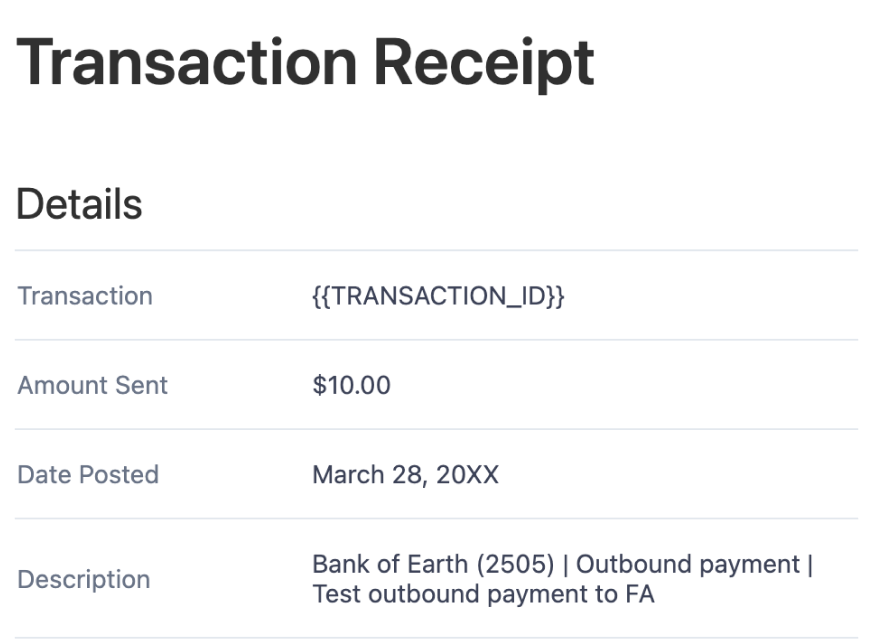 Transaction Receipt
Details
Transaction {{TRANSACTION_ID}}
Amount Sent $10.00
Date Posted March 28, 20XX
Description Bank of Earth (2505) | Outbound payment |
Test outbound payment to FA